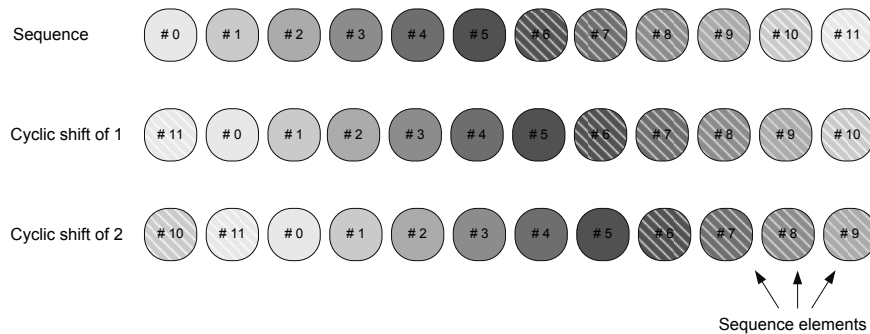 Sequence # 0 # 1 # 2 # 3 # 4 # 5 # 6 # 7 # 8 # 9 # 10 # 11
Cyclic shift of 1 # 11 # 0 # 1 # 2 # 3 # 4 # 5 # 6 # 7 # 8 # 9 # 10
Cyclic shift of 2 # 10 # 11 # 0 # 1 # 2 # 3 # 4 # 5 # 6 # 7 # 8 # 9
Sequence elements